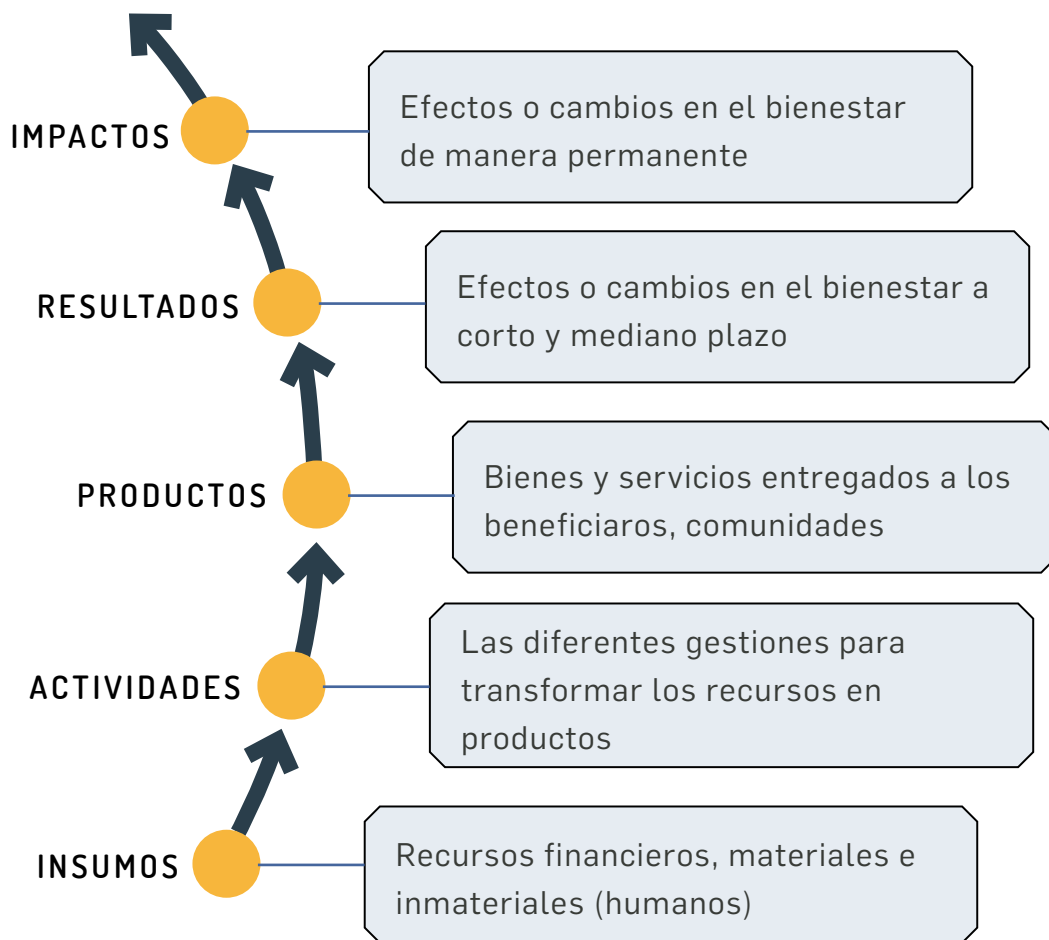 IMPACTOS
Efectos o cambios en el bienestar
de manera permanente
RESULTADOS
Efectos o cambios en el bienestar a
corto y mediano plazo
PRODUCTOS
Bienes y servicios entregados a los
beneficiaros, comunidades
ACTIVIDADES
Las diferentes gestiones para
transformar los recursos en
productos
INSUMOS
Recursos financieros, materiales e
inmateriales (humanos)